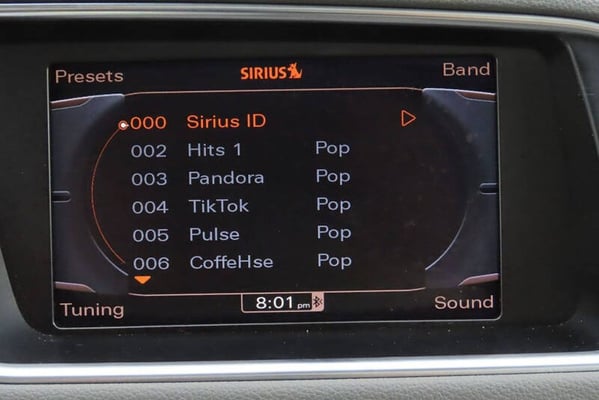 Presets SIRIUS Band
000 Sirius ID
002 Hits 1 Pop
003 Pandora Pop
004 TikTok Pop
005 Pulse Pop
006 CoffeHse Pop
Tuning 8:01 pm Sound